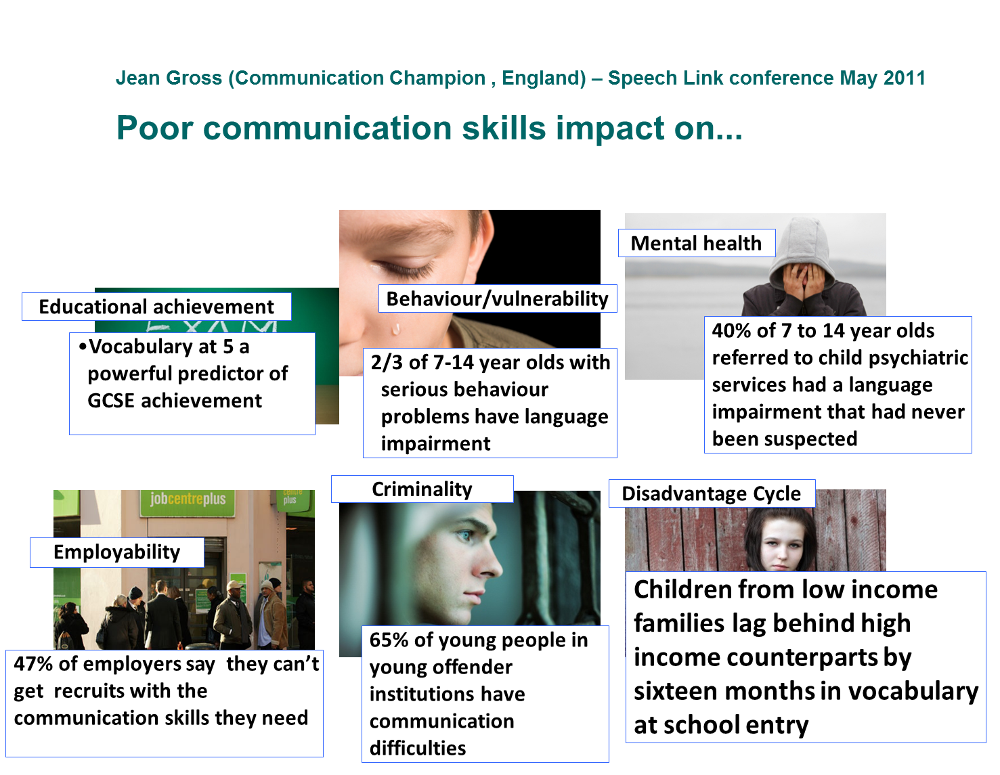 Jean Gross (Communication Champion , England) – Speech Link conference May 2011
Poor communication skills impact on...
Educational achievement
EXAM
•Vocabulary at 5 a
powerful predictor of
GCSE achievement
Behaviour/vulnerability
2/3 of 7-14 year olds with
serious behaviour
problems have language
impairment
Mental health
40% of 7 to 14 year olds
referred to child psychiatric
services had a language
impairment that had never
been suspected
jobcentreplus
centre
plus
Employability
47% of employers say  they can’t
get  recruits with the
communication skills they need
Criminality
65% of young people in
young offender
institutions have
communication
difficulties
Disadvantage Cycle
Children from low income
families lag behind high
income counterparts by
sixteen months in vocabulary
at school entry